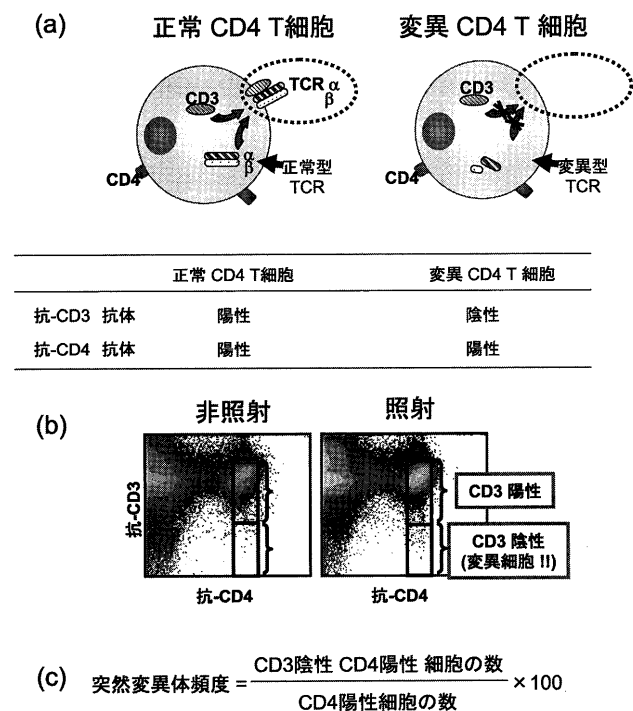 (a) 正常 CD4 T細胞 変異 CD4 T 細胞
CD3 TCR α β
α β 正常型 TCR
CD4
CD3
変異型 TCR
CD4
正常 CD4 T細胞 変異 CD4 T 細胞
抗-CD3 抗体 陽性 陰性
抗-CD4 抗体 陽性 陽性
(b) 非照射 照射
抗-CD3
CD3 陽性
CD3 陰性
(変異細胞 !!)
抗-CD4 抗-CD4
(c) 突然変異体頻度 = CD3陰性 CD4陽性 細胞の数 / CD4陽性細胞の数 × 100